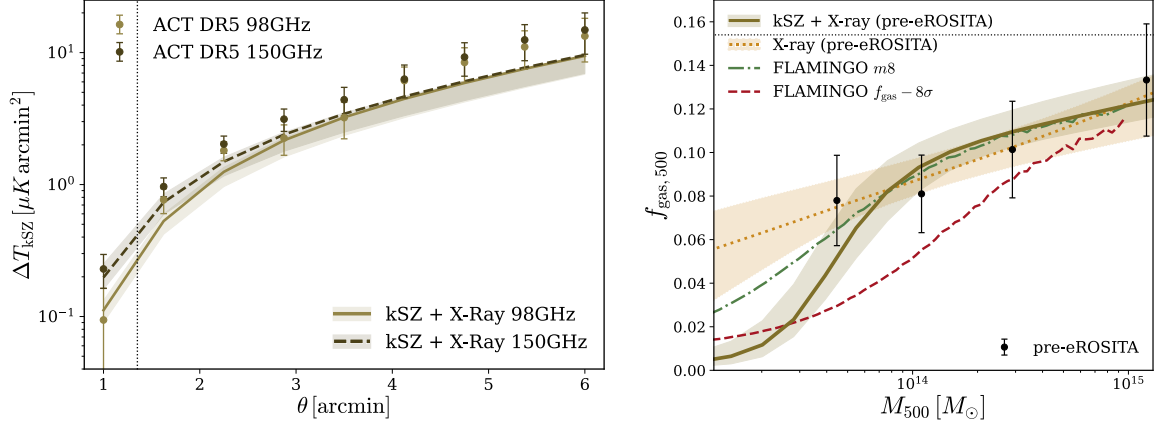 ACT DR5 98GHz
ACT DR5 150GHz
10¹
10⁰
10⁻¹
ΔT_kSZ [μK arcmin²]
kSZ + X-Ray 98GHz
kSZ + X-Ray 150GHz
1 2 3 4 5 6
θ [arcmin]
kSZ + X-ray (pre-eROSITA)
X-ray (pre-eROSITA)
FLAMINGO m8
FLAMINGO f_gas − 8σ
0.16
0.14
0.12
0.10
0.08
0.06
0.04
0.02
0.00
f_gas, 500
pre-eROSITA
10¹⁴ 10¹⁵
M₅₀₀ [M⊙]